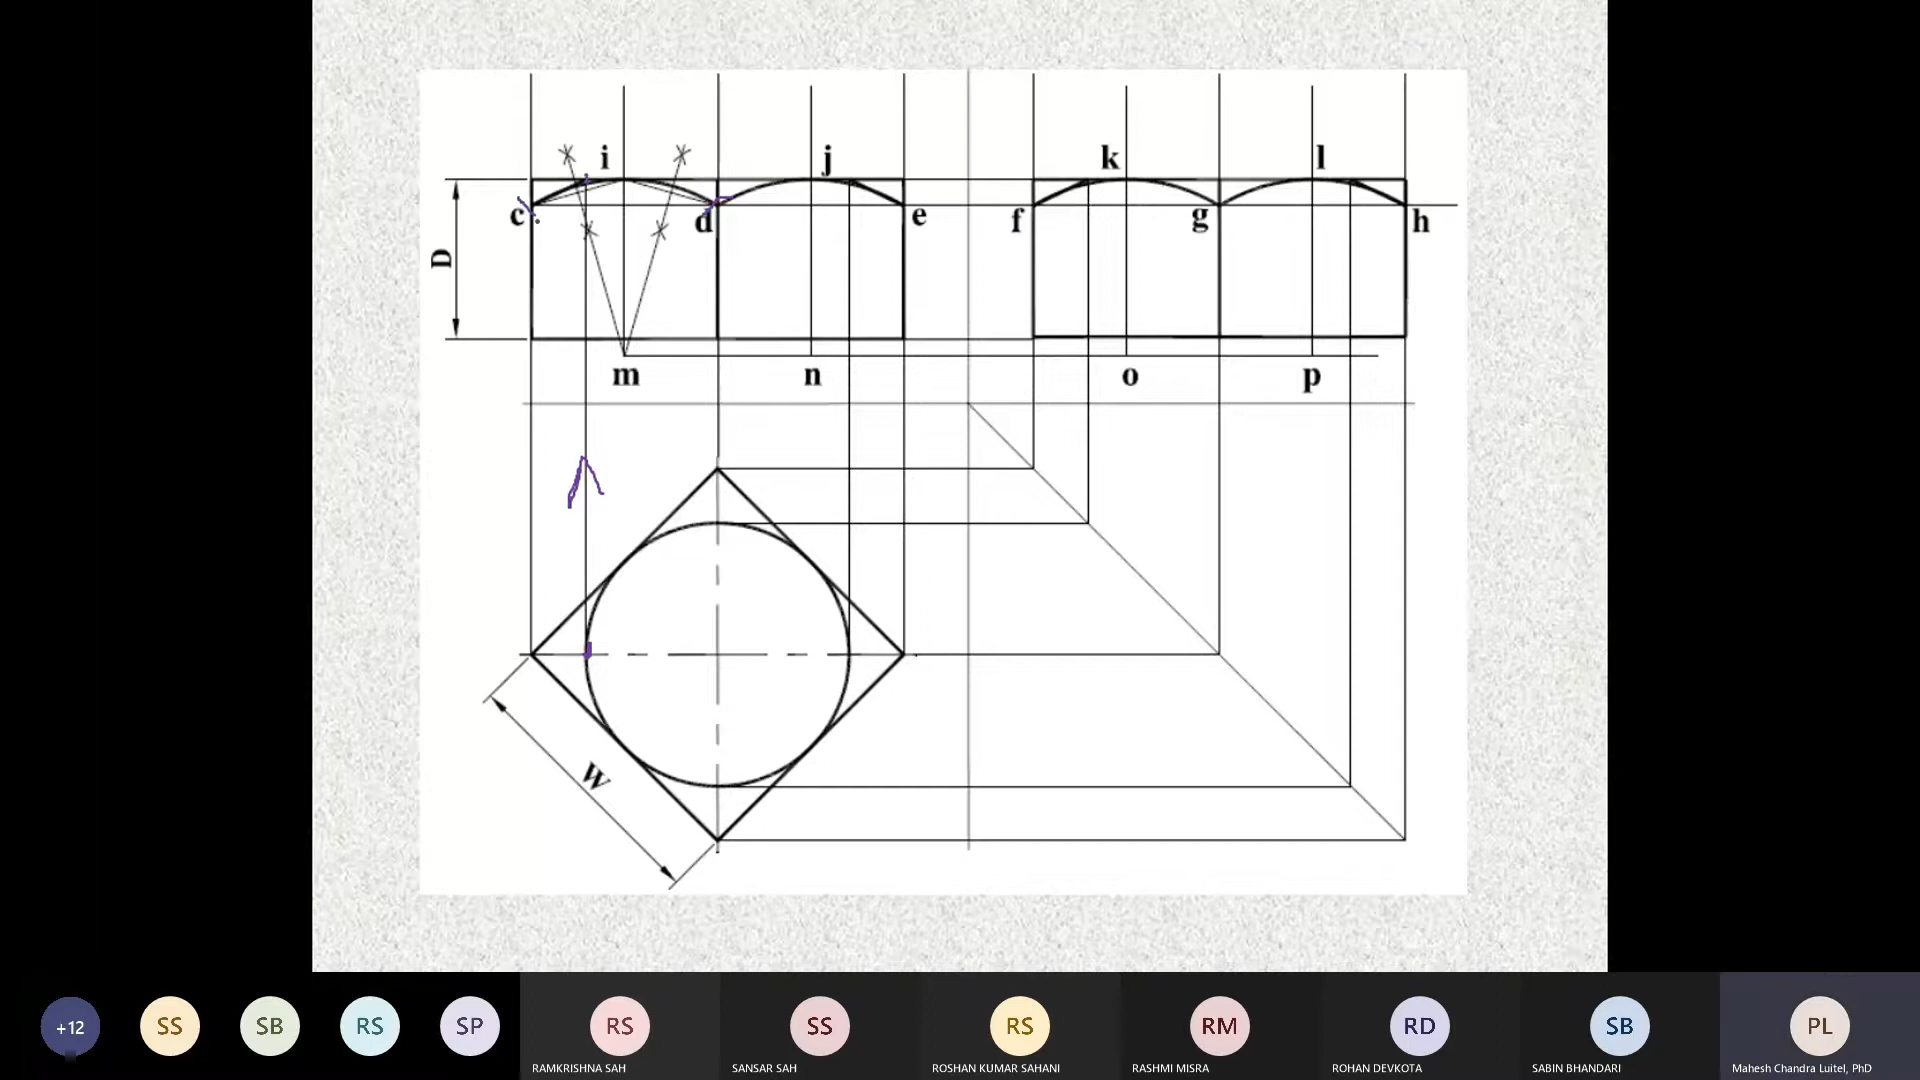 i j k l
c d e f g h
D
m n o p
W
+12 SS SB RS SP RS SS RS RM RD SB PL
RAMKRISHNA SAH SANSAR SAH ROSHAN KUMAR SAHANI RASHMI MISRA ROHAN DEVKOTA SABIN BHANDARI Mahesh Chandra Luitel, PhD